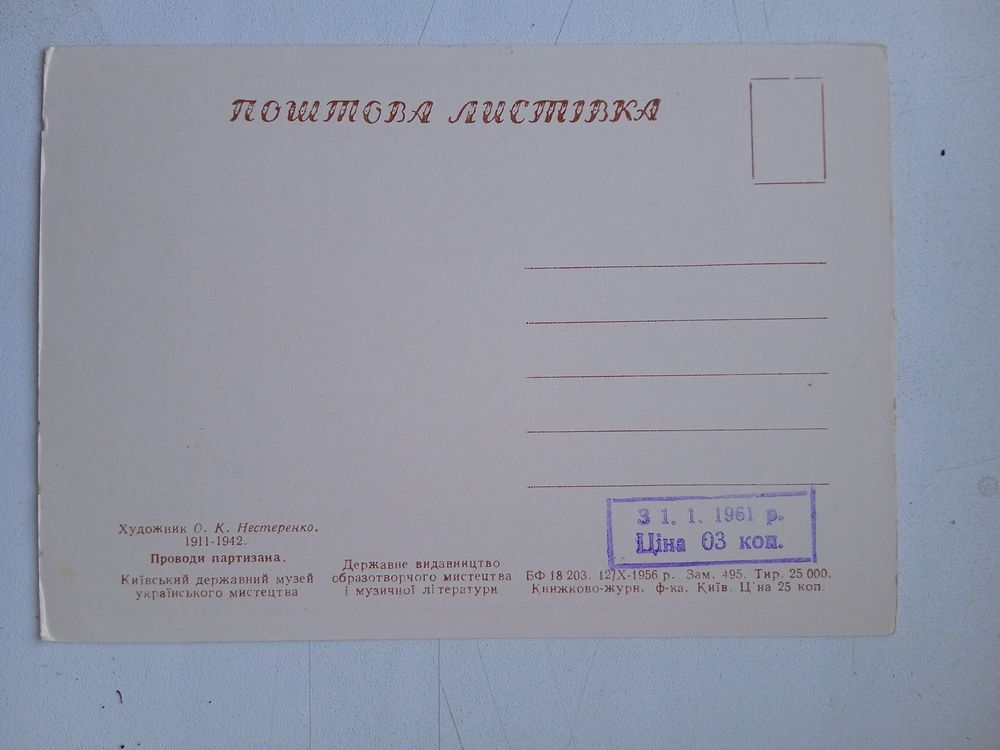 ПОШТОВА ЛИСТІВКА
З 1. 1. 1961 р.
Ціна 03 коп.
Художник О. К. Нестеренко.
1911-1942.
Проводи партизана.
Київський державний музей
українського мистецтва
Державне видавництво
образотворчого мистецтва
і музичної літератури
БФ 18 203. 12/X-1956 р. Зам. 495. Тир. 25 000.
Книжково-журн. ф-ка, Київ. Ц'на 25 коп.